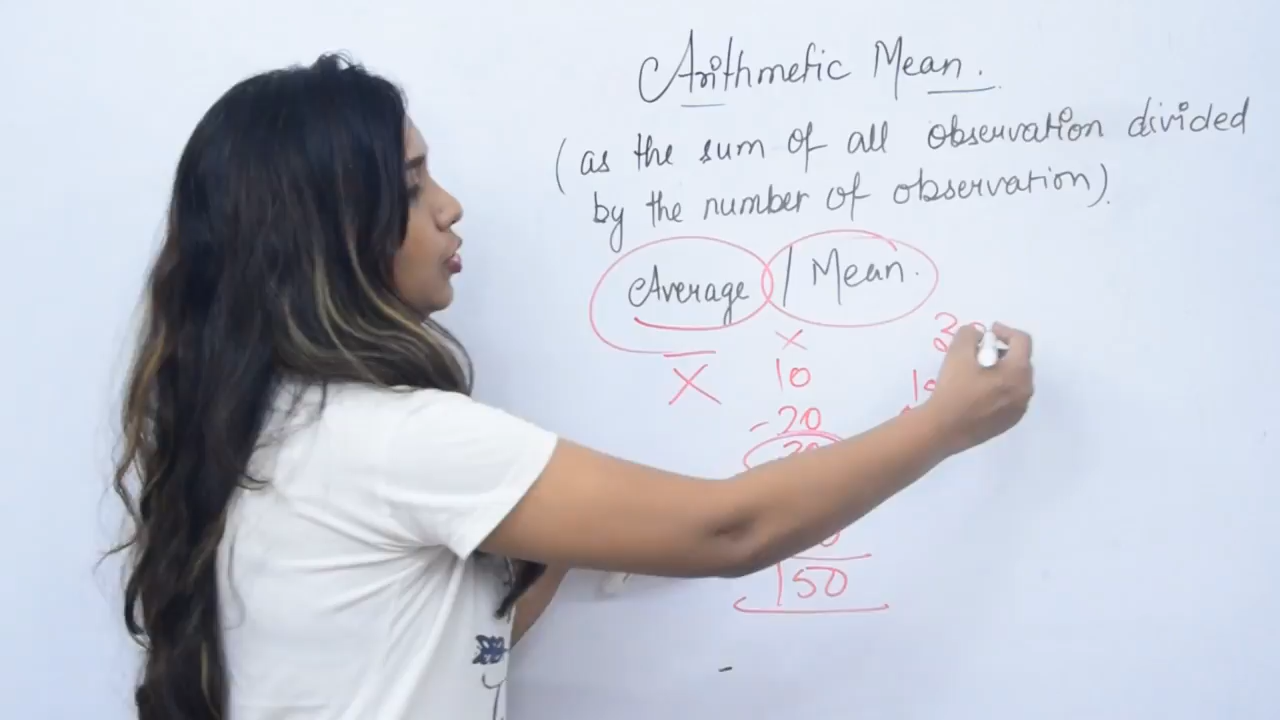 Arithmetic Mean.
(as the sum of all observation divided
by the number of observation).
Average / Mean.
X
X
10
-20
150